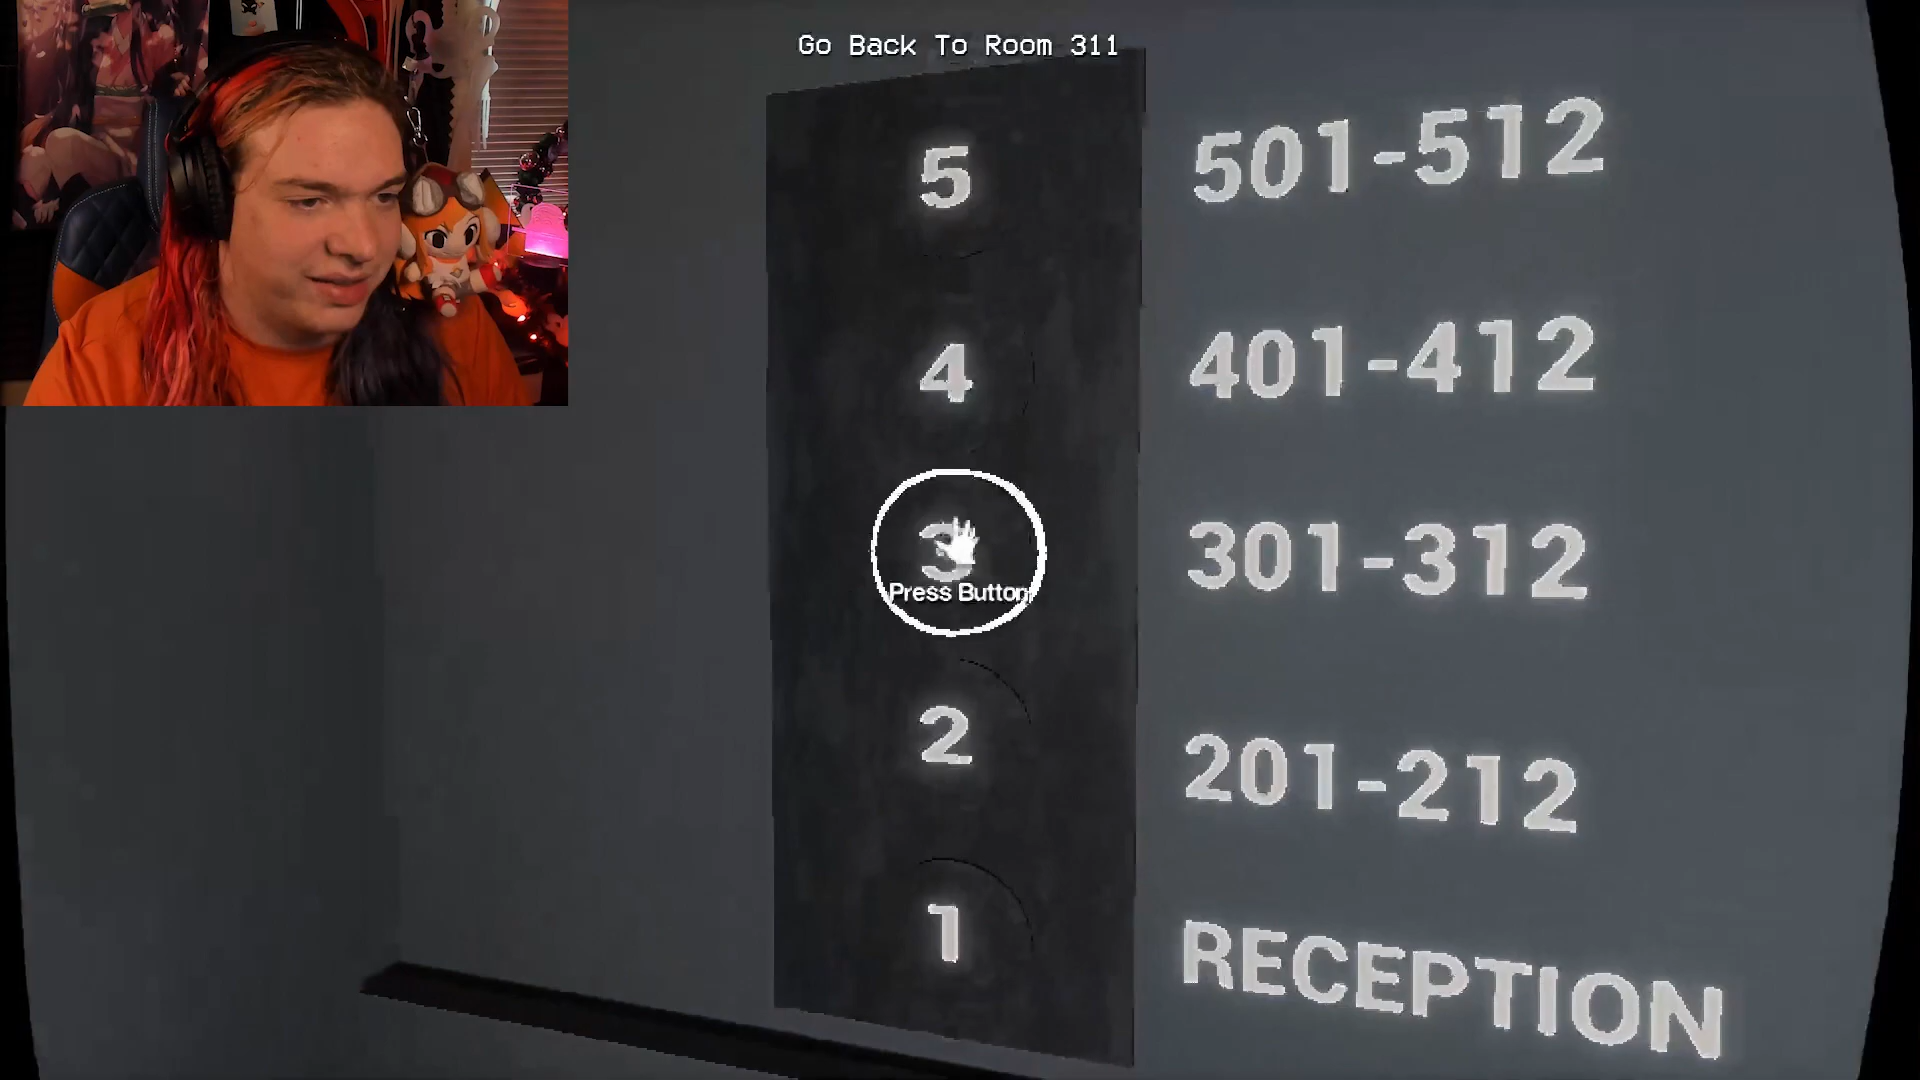 Go Back To Room 311
5 501-512
4 401-412
3 301-312
Press Button
2 201-212
1 RECEPTION